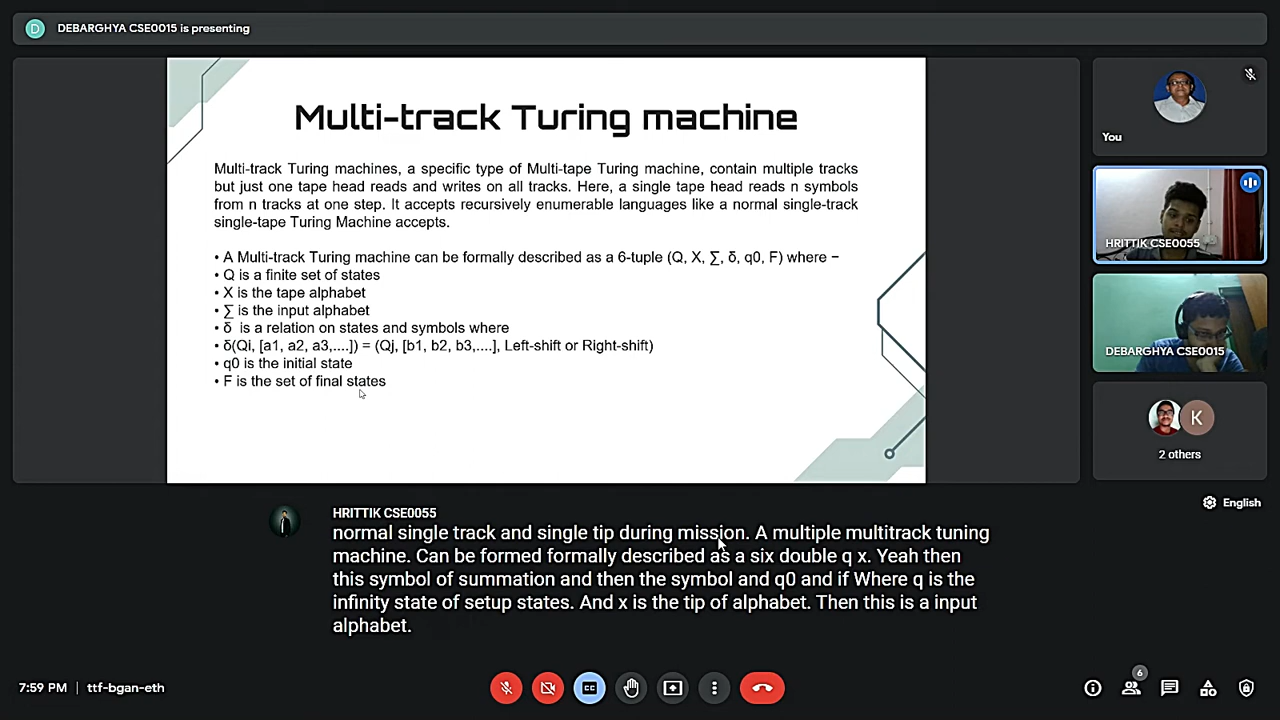 D DEBARGHYA CSE0015 is presenting
Multi-track Turing machine
Multi-track Turing machines, a specific type of Multi-tape Turing machine, contain multiple tracks
but just one tape head reads and writes on all tracks. Here, a single tape head reads n symbols
from n tracks at one step. It accepts recursively enumerable languages like a normal single-track
single-tape Turing Machine accepts.
• A Multi-track Turing machine can be formally described as a 6-tuple (Q, X, ∑, δ, q0, F) where −
• Q is a finite set of states
• X is the tape alphabet
• ∑ is the input alphabet
• δ is a relation on states and symbols where
• δ(Qi, [a1, a2, a3,....]) = (Qj, [b1, b2, b3,....], Left-shift or Right-shift)
• q0 is the initial state
• F is the set of final states
You
HRITTIK CSE0055
DEBARGHYA CSE0015
K
2 others
English
HRITTIK CSE0055
normal single track and single tip during mission. A multiple multitrack tuning
machine. Can be formed formally described as a six double q x. Yeah then
this symbol of summation and then the symbol and q0 and if Where q is the
infinity state of setup states. And x is the tip of alphabet. Then this is a input
alphabet.
7:59 PM | ttf-bgan-eth
CC
6